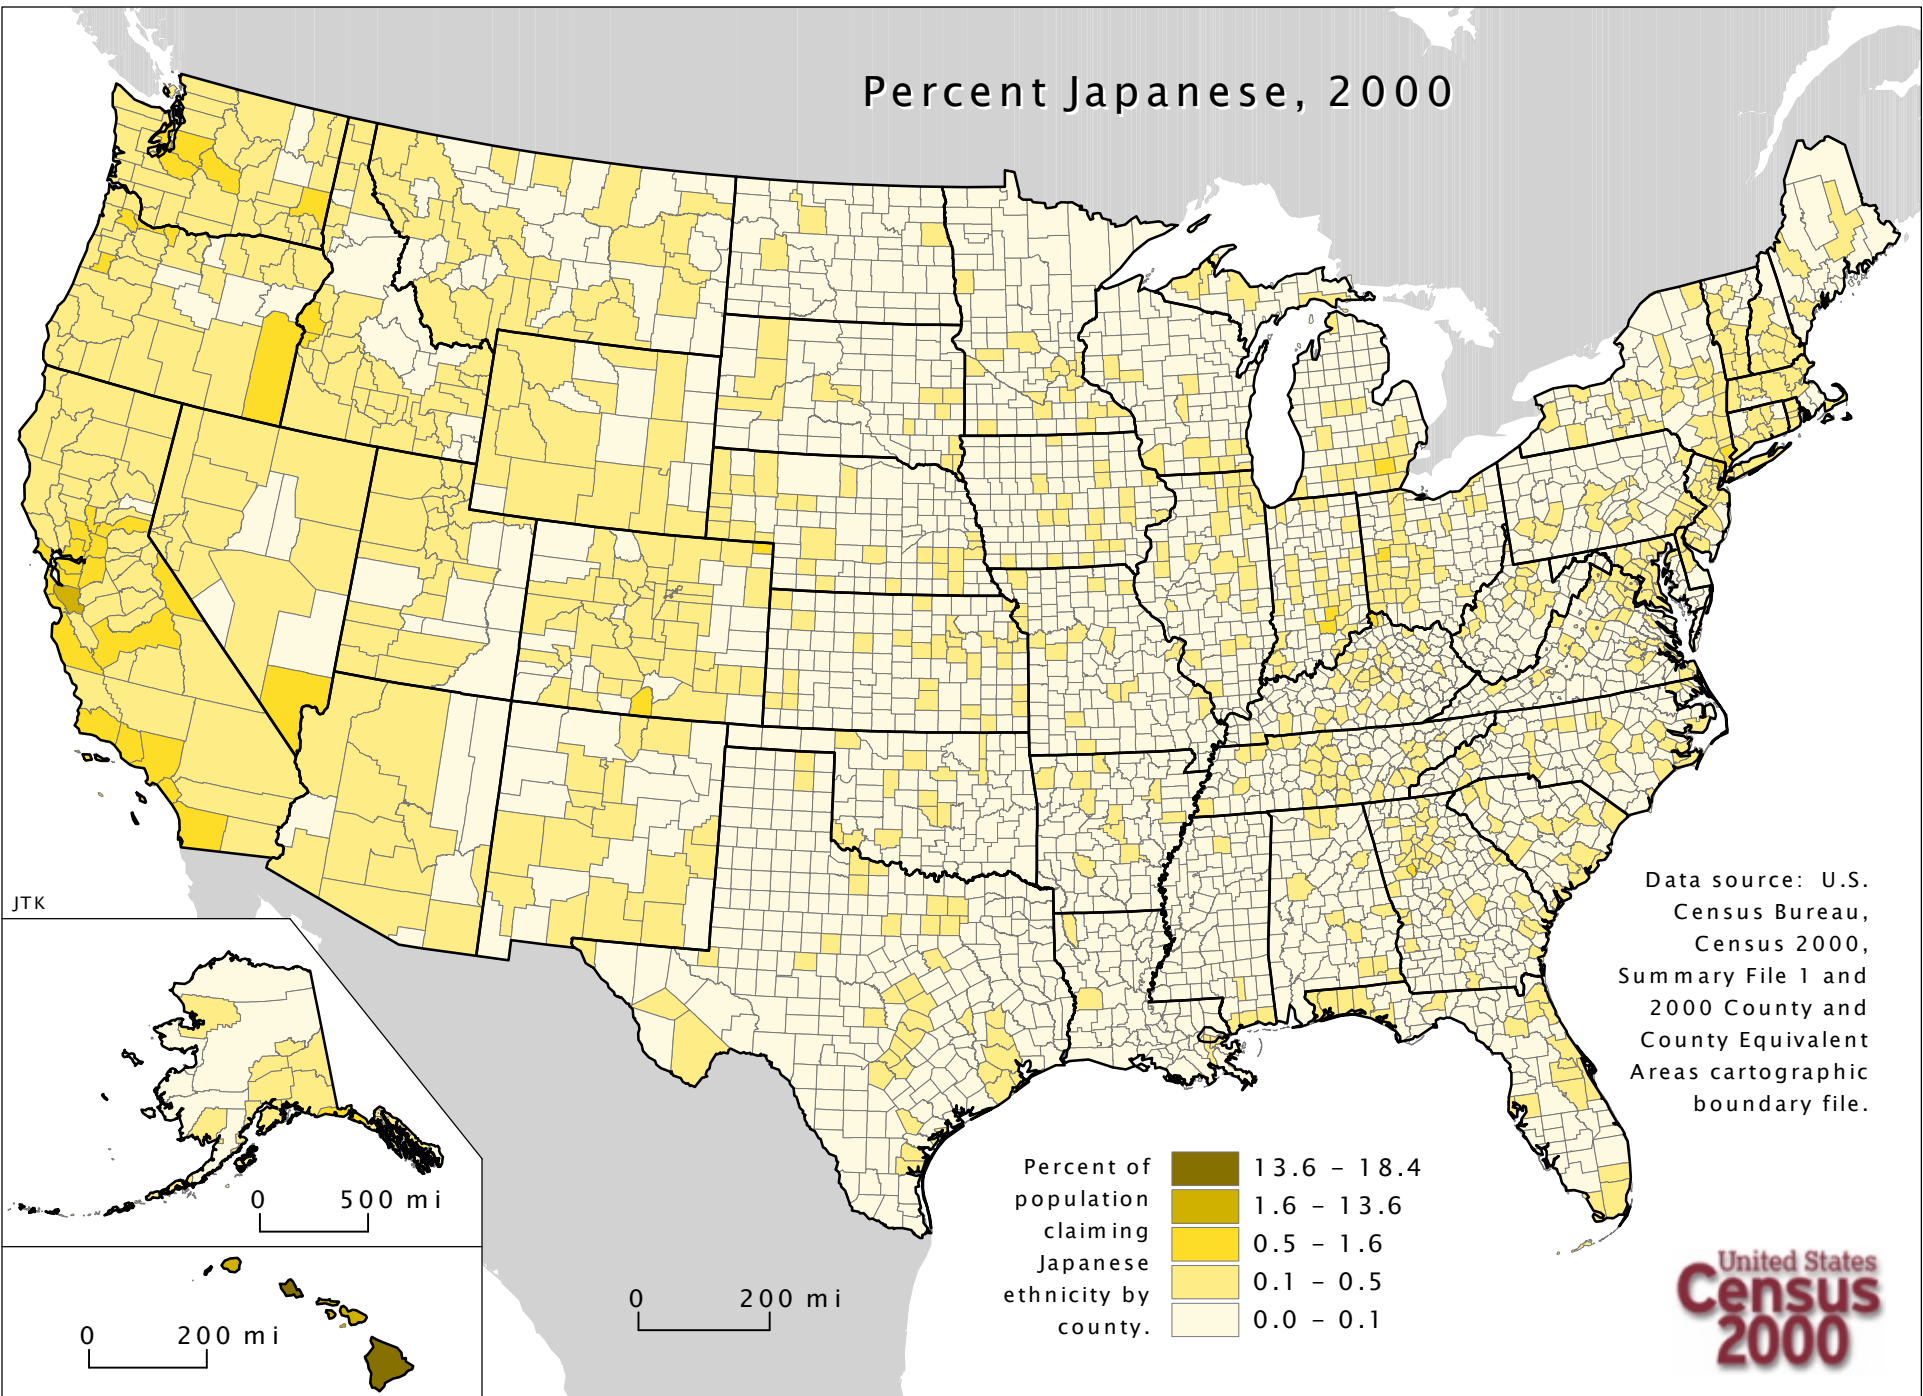 Percent Japanese, 2000
JTK
Data source: U.S.
Census Bureau,
Census 2000,
Summary File 1 and
2000 County and
County Equivalent
Areas cartographic
boundary file.
0 500 mi
0 200 mi
0 200 mi
Percent of
population
claiming
Japanese
ethnicity by
county.
13.6 – 18.4
1.6 – 13.6
0.5 – 1.6
0.1 – 0.5
0.0 – 0.1
United States
Census
2000